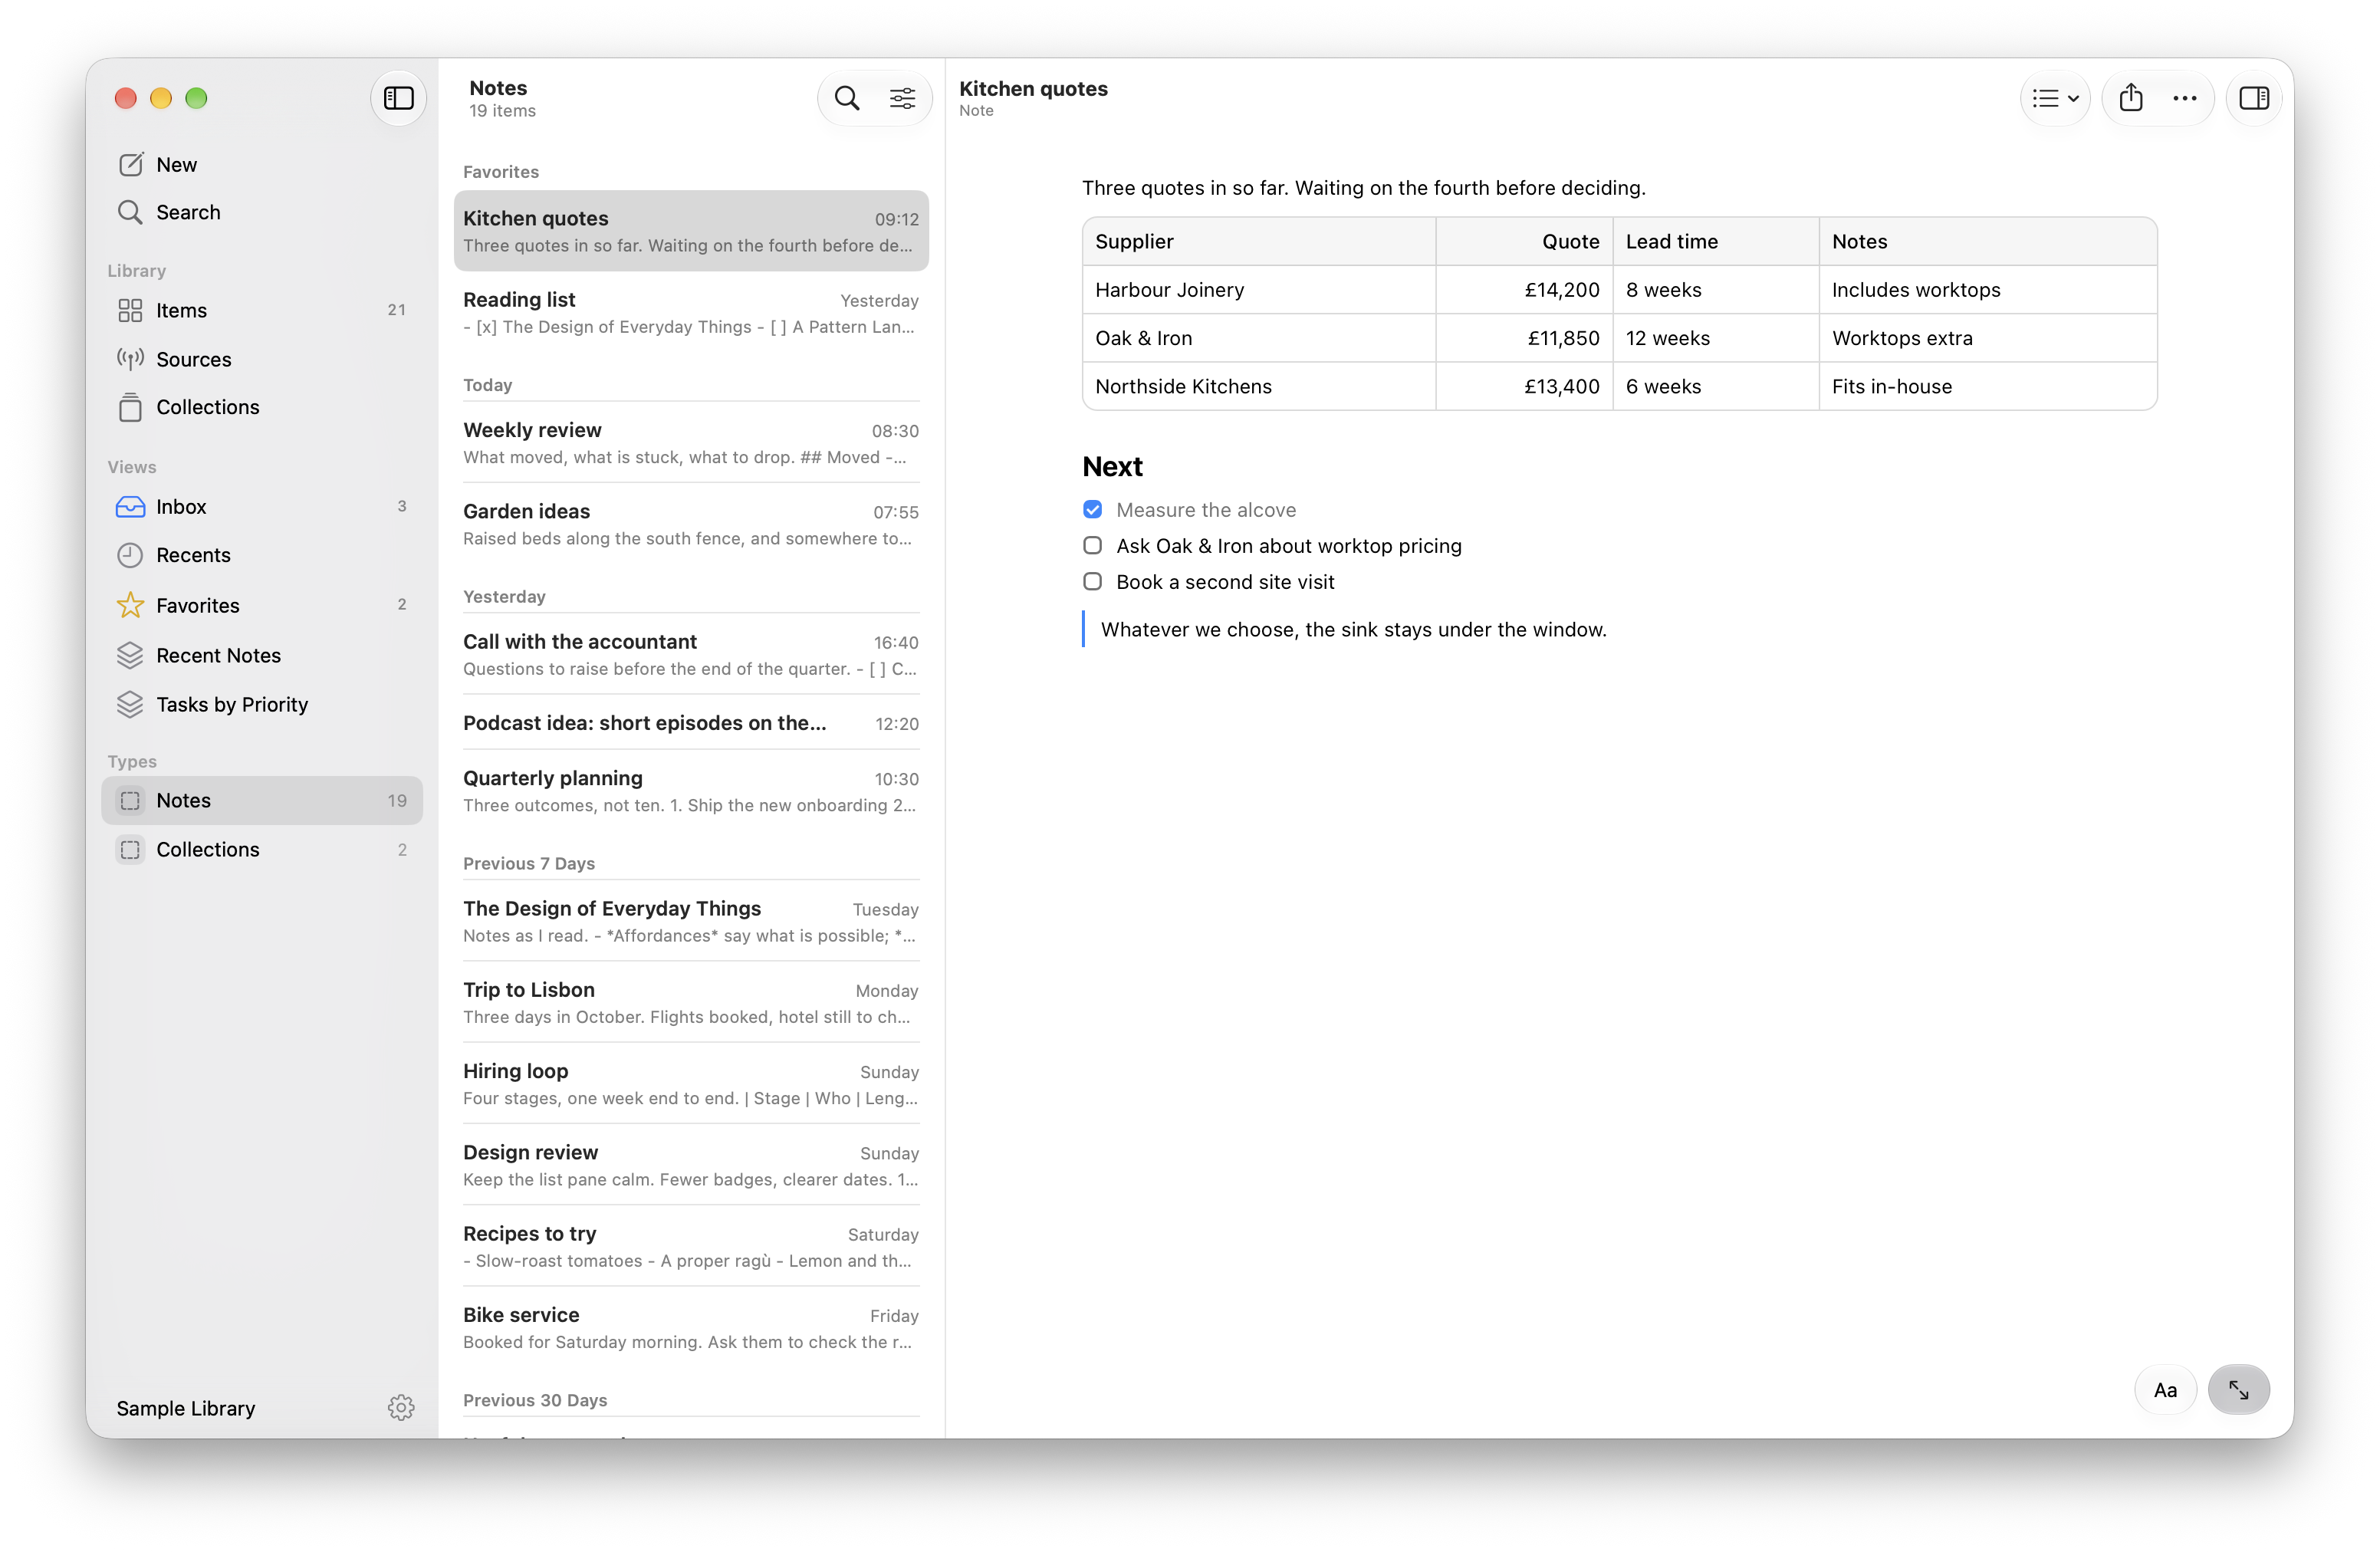 New
Search
Library
Items 21
Sources
Collections
Views
Inbox 3
Recents
Favorites 2
Recent Notes
Tasks by Priority
Types
Notes 19
Collections 2
Sample Library
Notes
19 items
Favorites
Kitchen quotes 09:12
Three quotes in so far. Waiting on the fourth before de...
Reading list Yesterday
- [x] The Design of Everyday Things - [ ] A Pattern Lan...
Today
Weekly review 08:30
What moved, what is stuck, what to drop. ## Moved -...
Garden ideas 07:55
Raised beds along the south fence, and somewhere to...
Yesterday
Call with the accountant 16:40
Questions to raise before the end of the quarter. - [ ] C...
Podcast idea: short episodes on the... 12:20
Quarterly planning 10:30
Three outcomes, not ten. 1. Ship the new onboarding 2...
Previous 7 Days
The Design of Everyday Things Tuesday
Notes as I read. - *Affordances* say what is possible; *...
Trip to Lisbon Monday
Three days in October. Flights booked, hotel still to ch...
Hiring loop Sunday
Four stages, one week end to end. | Stage | Who | Leng...
Design review Sunday
Keep the list pane calm. Fewer badges, clearer dates. 1...
Recipes to try Saturday
- Slow-roast tomatoes - A proper ragù - Lemon and th...
Bike service Friday
Booked for Saturday morning. Ask them to check the r...
Previous 30 Days
Kitchen quotes
Note
Three quotes in so far. Waiting on the fourth before deciding.
Supplier Quote Lead time Notes
Harbour Joinery £14,200 8 weeks Includes worktops
Oak & Iron £11,850 12 weeks Worktops extra
Northside Kitchens £13,400 6 weeks Fits in-house
Next
Measure the alcove
Ask Oak & Iron about worktop pricing
Book a second site visit
Whatever we choose, the sink stays under the window.
Aa